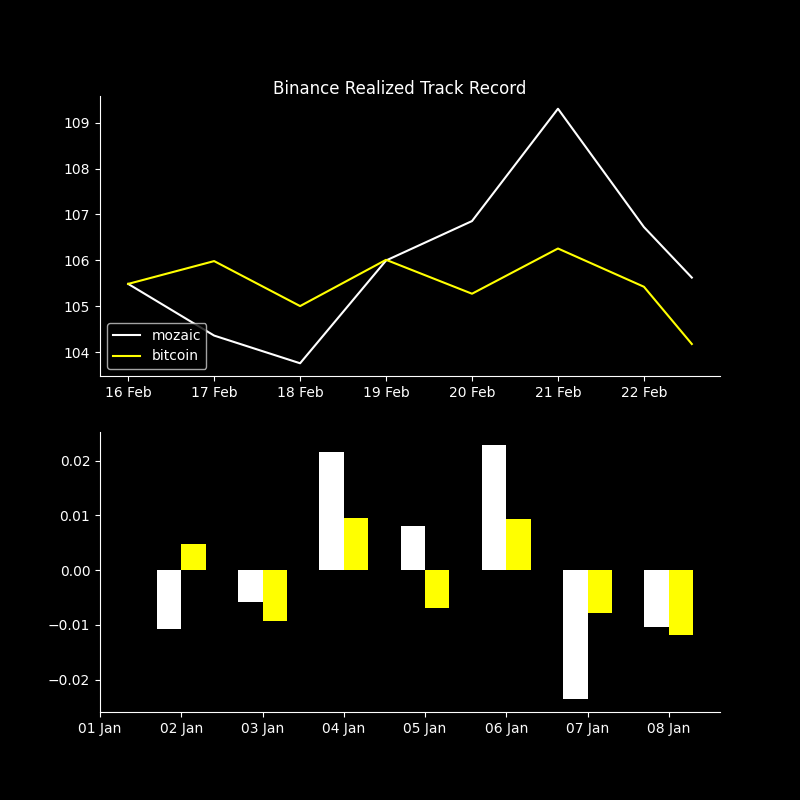 Binance Realized Track Record
109
108
107
106
105
104
mozaic
bitcoin
16 Feb 17 Feb 18 Feb 19 Feb 20 Feb 21 Feb 22 Feb
0.02
0.01
0.00
−0.01
−0.02
01 Jan 02 Jan 03 Jan 04 Jan 05 Jan 06 Jan 07 Jan 08 Jan